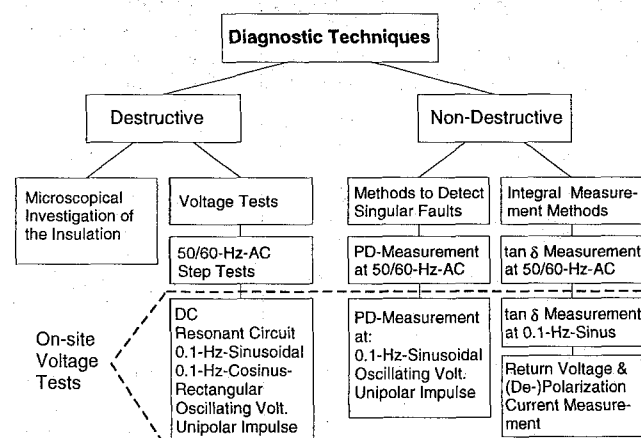 Diagnostic Techniques
Destructive
Non-Destructive
Microscopical
Investigation of
the Insulation
Voltage Tests
Methods to Detect
Singular Faults
Integral Measure-
ment Methods
50/60-Hz-AC
Step Tests
PD-Measurement
at 50/60-Hz-AC
tan δ Measurement
at 50/60-Hz-AC
On-site
Voltage
Tests
DC
Resonant Circuit
0.1-Hz-Sinusoidal
0.1-Hz-Cosinus-
Rectangular
Oscillating Volt.
Unipolar Impulse
PD-Measurement
at:
0.1-Hz-Sinusoidal
Oscillating Volt.
Unipolar Impulse
tan δ Measurement
at 0.1-Hz-Sinus
Return Voltage &
(De-)Polarization
Current Measure-
ment